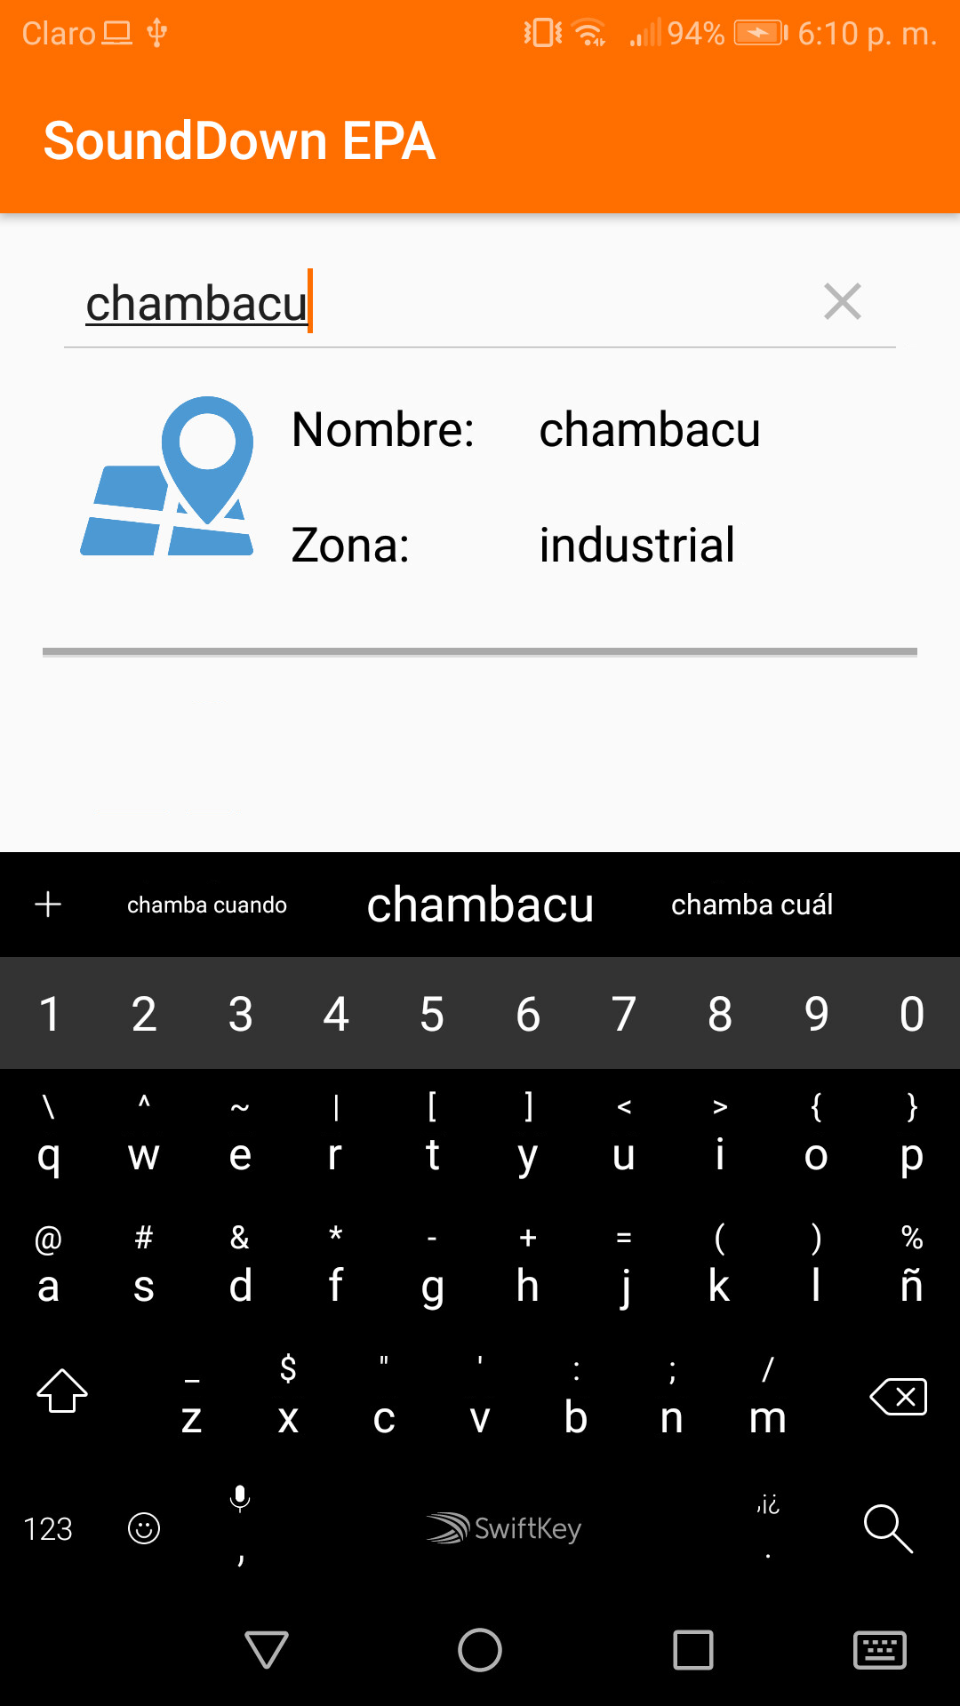 Claro 94% 6:10 p. m.
SoundDown EPA
chambacu
Nombre: chambacu
Zona: industrial
chamba cuando chambacu chamba cuál
1 2 3 4 5 6 7 8 9 0
\ ^ ~ | [ ] < > { }
q w e r t y u i o p
@ # & * - + = ( ) %
a s d f g h j k l ñ
_ $ " ' : ; /
z x c v b n m
,¡¿
123 , SwiftKey .